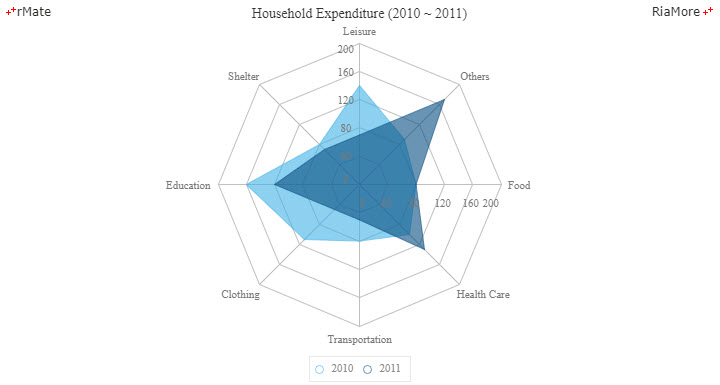 rMate
Household Expenditure (2010 ~ 2011)
RiaMore
Leisure
200
160
120
80
Shelter
Others
Education
Food
120 160 200
Clothing
Health Care
Transportation
2010 2011